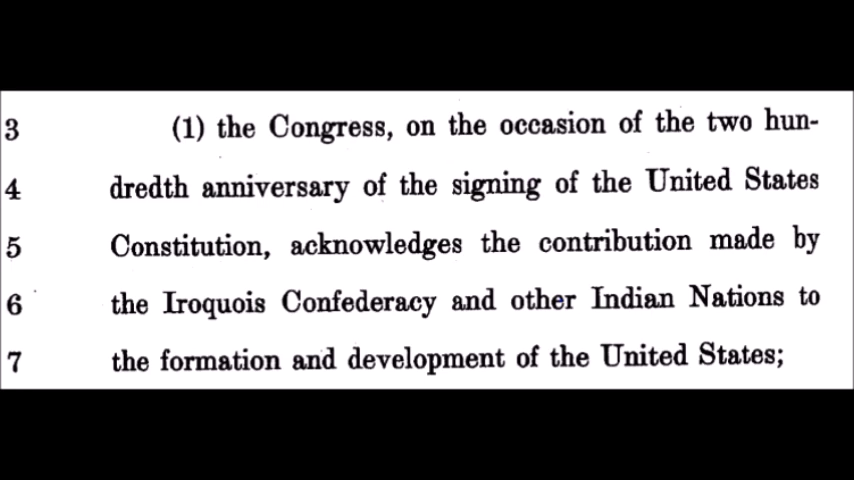 3 (1) the Congress, on the occasion of the two hun-
4 dredth anniversary of the signing of the United States
5 Constitution, acknowledges the contribution made by
6 the Iroquois Confederacy and other Indian Nations to
7 the formation and development of the United States;